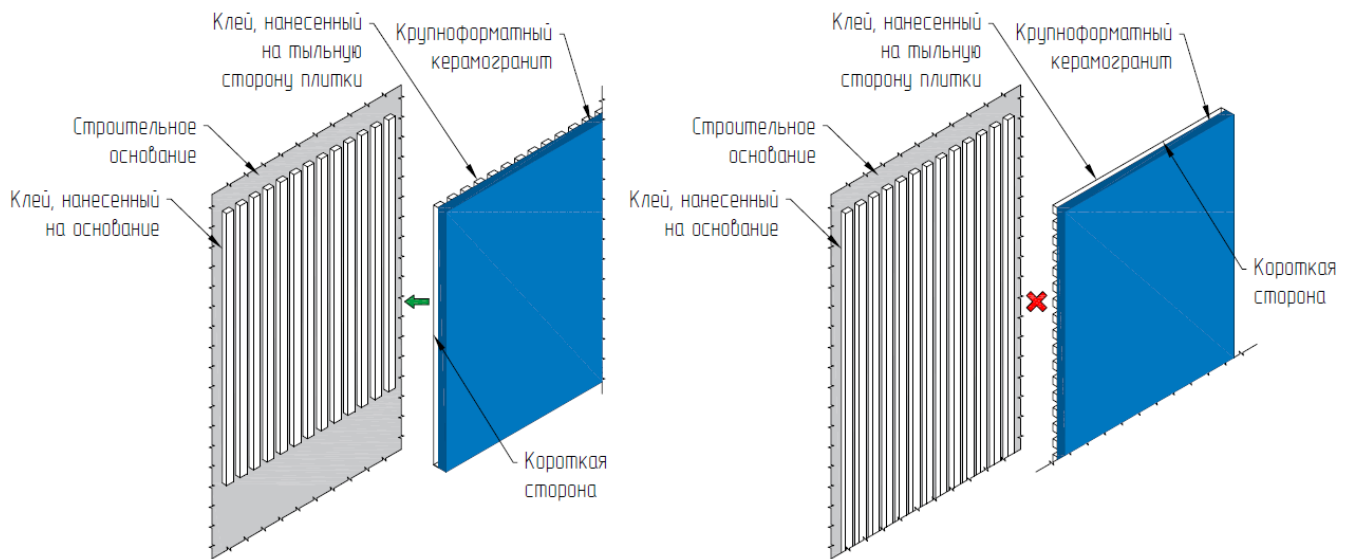 Клей, нанесенный
на тыльную
сторону плитки
Крупноформатный
керамогранит
Строительное
основание
Клей, нанесенный
на основание
Короткая
сторона
Клей, нанесенный
на тыльную
сторону плитки
Крупноформатный
керамогранит
Строительное
основание
Клей, нанесенный
на основание
Короткая
сторона